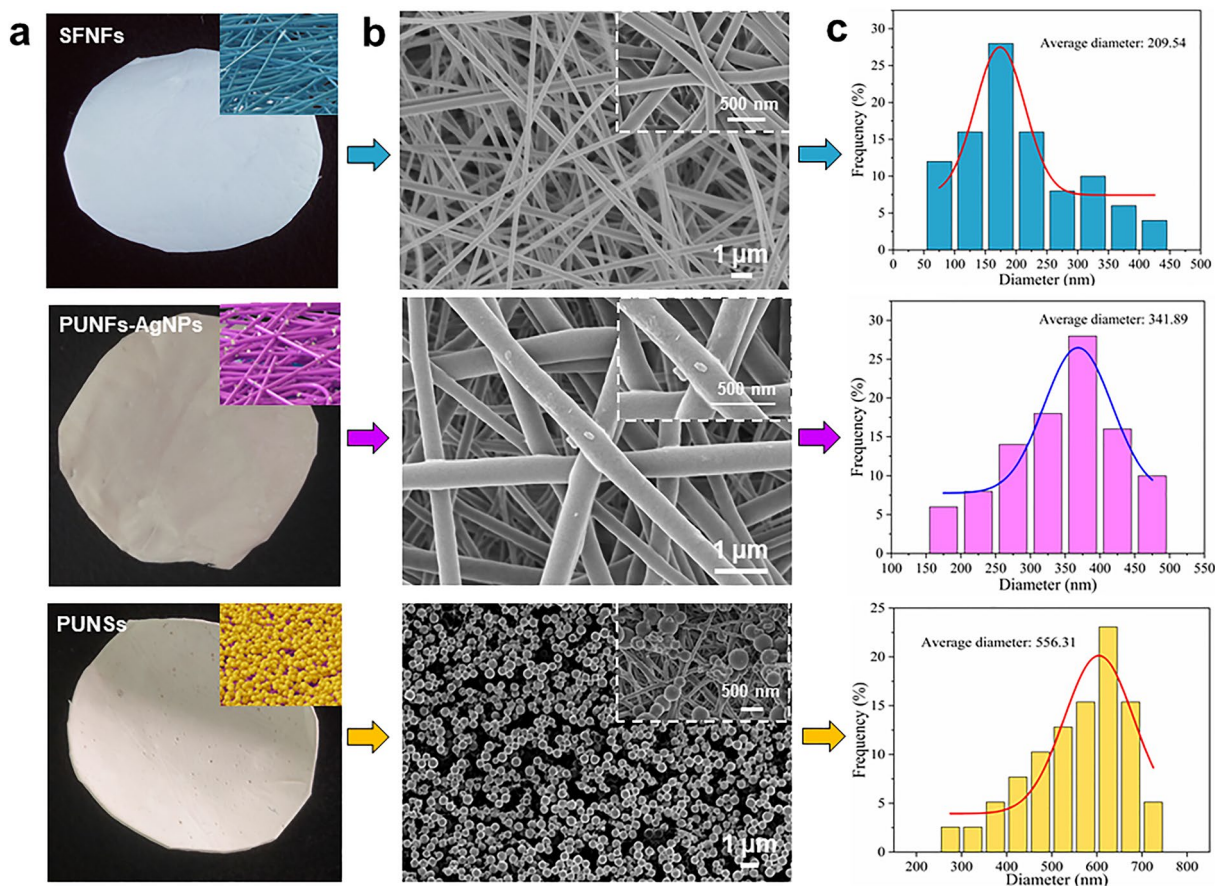 a
SFNFs
b
500 nm
1 µm
c
Average diameter: 209.54
Frequency (%)
30
25
20
15
10
5
0
0 50 100 150 200 250 300 350 400 450 500
Diameter (nm)
PUNFs-AgNPs
500 nm
1 µm
Average diameter: 341.89
Frequency (%)
30
25
20
15
10
5
0
100 150 200 250 300 350 400 450 500 550
Diameter (nm)
PUNSs
500 nm
1 µm
Average diameter: 556.31
Frequency (%)
25
20
15
10
5
0
200 300 400 500 600 700 800
Diameter (nm)